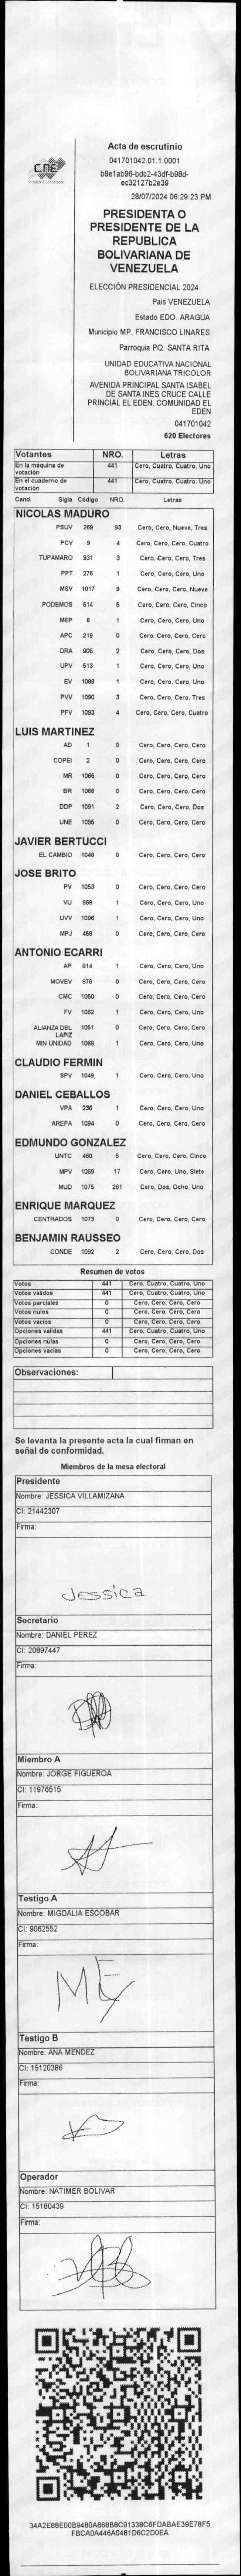 CNE
Acta de escrutinio
041701042.01.1.0001
b8e1ab96-bdc2-43df-b98d-
ec32127b2e39
28/07/2024 06:29:23 PM
PRESIDENTA O
PRESIDENTE DE LA
REPUBLICA
BOLIVARIANA DE
VENEZUELA
ELECCIÓN PRESIDENCIAL 2024
Pais VENEZUELA
Estado EDO. ARAGUA
Municipio MP. FRANCISCO LINARES
Parroquia PQ. SANTA RITA
UNIDAD EDUCATIVA NACIONAL
BOLIVARIANA TRICOLOR
AVENIDA PRINCIPAL SANTA ISABEL
DE SANTA INES CRUCE CALLE
PRINCIAL EL EDEN, COMUNIDAD EL
EDEN
041701042
620 Electores
Votantes NRO. Letras
En la máquina de votación 441 Cero, Cuatro, Cuatro, Uno
En el cuaderno de votación 441 Cero, Cuatro, Cuatro, Uno
Cand. Sigla Código NRO. Letras
NICOLAS MADURO
PSUV 269 93 Cero, Cero, Nueve, Tres
PCV 9 4 Cero, Cero, Cero, Cuatro
TUPAMARO 931 3 Cero, Cero, Cero, Tres
PPT 276 1 Cero, Cero, Cero, Uno
MSV 1017 9 Cero, Cero, Cero, Nueve
PODEMOS 514 5 Cero, Cero, Cero, Cinco
MEP 6 1 Cero, Cero, Cero, Uno
APC 219 0 Cero, Cero, Cero, Cero
ORA 906 2 Cero, Cero, Cero, Dos
UPV 513 1 Cero, Cero, Cero, Uno
EV 1089 1 Cero, Cero, Cero, Uno
PVV 1090 3 Cero, Cero, Cero, Tres
PFV 1093 4 Cero, Cero, Cero, Cuatro
LUIS MARTINEZ
AD 1 0 Cero, Cero, Cero, Cero
COPEI 2 0 Cero, Cero, Cero, Cero
MR 1065 0 Cero, Cero, Cero, Cero
BR 1066 0 Cero, Cero, Cero, Cero
DDP 1091 2 Cero, Cero, Cero, Dos
UNE 1095 0 Cero, Cero, Cero, Cero
JAVIER BERTUCCI
EL CAMBIO 1048 0 Cero, Cero, Cero, Cero
JOSE BRITO
PV 1053 0 Cero, Cero, Cero, Cero
VU 868 1 Cero, Cero, Cero, Uno
UVV 1096 1 Cero, Cero, Cero, Uno
MPJ 458 0 Cero, Cero, Cero, Cero
ANTONIO ECARRI
AP 814 1 Cero, Cero, Cero, Uno
MOVEV 878 0 Cero, Cero, Cero, Cero
CMC 1050 0 Cero, Cero, Cero, Cero
FV 1062 1 Cero, Cero, Cero, Uno
ALIANZA DEL LAPIZ 1051 0 Cero, Cero, Cero, Cero
MIN UNIDAD 1068 1 Cero, Cero, Cero, Uno
CLAUDIO FERMIN
SPV 1049 1 Cero, Cero, Cero, Uno
DANIEL CEBALLOS
VPA 236 1 Cero, Cero, Cero, Uno
AREPA 1094 0 Cero, Cero, Cero, Cero
EDMUNDO GONZALEZ
UNTC 460 5 Cero, Cero, Cero, Cinco
MPV 1069 17 Cero, Cero, Uno, Siete
MUD 1075 281 Cero, Dos, Ocho, Uno
ENRIQUE MARQUEZ
CENTRADOS 1073 0 Cero, Cero, Cero, Cero
BENJAMIN RAUSSEO
CONDE 1092 2 Cero, Cero, Cero, Dos
Resumen de votos
Votos 441 Cero, Cuatro, Cuatro, Uno
Votos validos 441 Cero, Cuatro, Cuatro, Uno
Votos parciales 0 Cero, Cero, Cero, Cero
Votos nulos 0 Cero, Cero, Cero, Cero
Votos vacios 0 Cero, Cero, Cero, Cero
Opciones validas 441 Cero, Cuatro, Cuatro, Uno
Opciones nulas 0 Cero, Cero, Cero, Cero
Opciones vacias 0 Cero, Cero, Cero, Cero
Observaciones:
Se levanta la presente acta la cual firman en
señal de conformidad.
Miembros de la mesa electoral
Presidente
Nombre: JESSICA VILLAMIZANA
CI: 21442307
Firma:
Jessica
Secretario
Nombre: DANIEL PEREZ
CI: 20897447
Firma:
Miembro A
Nombre: JORGE FIGUEROA
CI: 11976515
Firma:
Testigo A
Nombre: MIGDALIA ESCOBAR
CI: 9062552
Firma:
ME
Testigo B
Nombre: ANA MENDEZ
CI: 15120386
Firma:
Operador
Nombre: NATIMER BOLIVAR
CI: 15180439
Firma:
34A2E88E00B9480A868B8C91338C6FDABAE39E78F5
FBCA0A446A0481D6C2D0EA